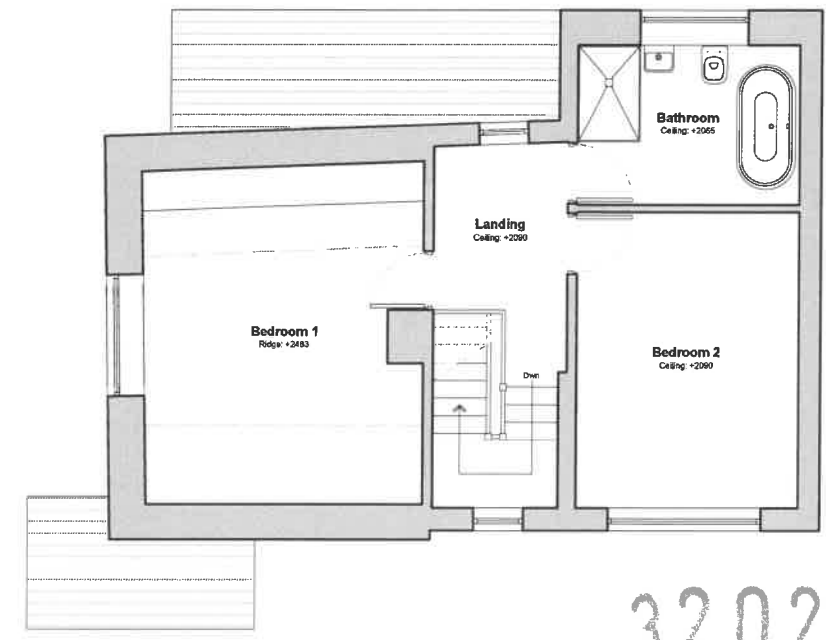 Bathroom
Ceiling: +2065
Landing
Ceiling: +2090
Bedroom 1
Ridge: +2483
Bedroom 2
Ceiling: +2090
Dwn
3202